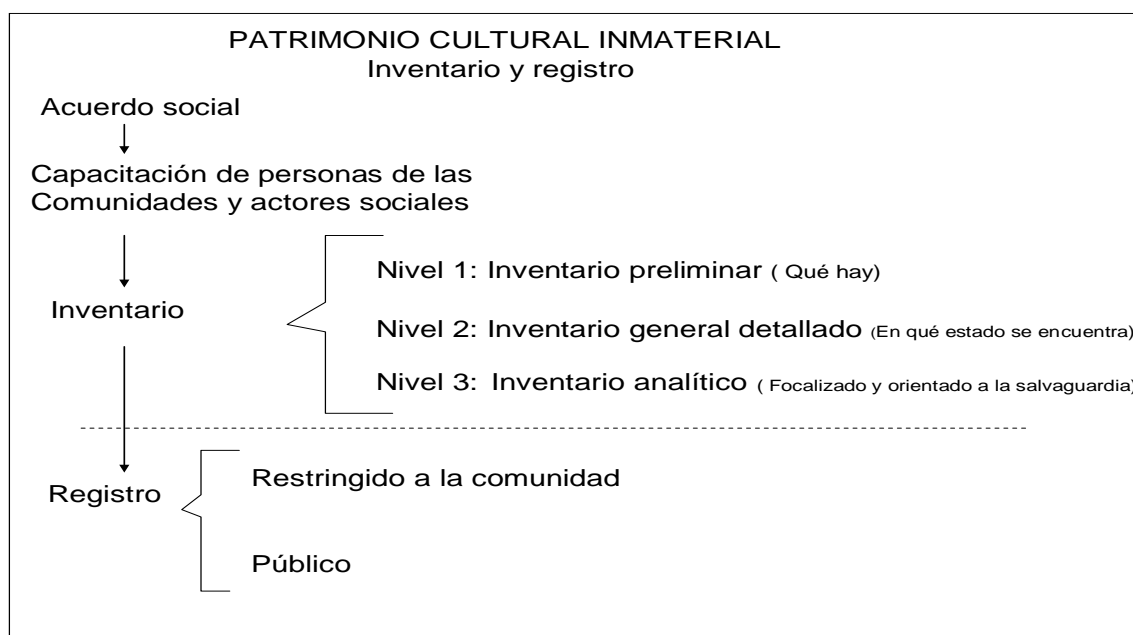 PATRIMONIO CULTURAL INMATERIAL
Inventario y registro
Acuerdo social
Capacitación de personas de las
Comunidades y actores sociales
Inventario
Nivel 1: Inventario preliminar ( Qué hay)
Nivel 2: Inventario general detallado (En qué estado se encuentra)
Nivel 3: Inventario analítico ( Focalizado y orientado a la salvaguardia)
Registro
Restringido a la comunidad
Público